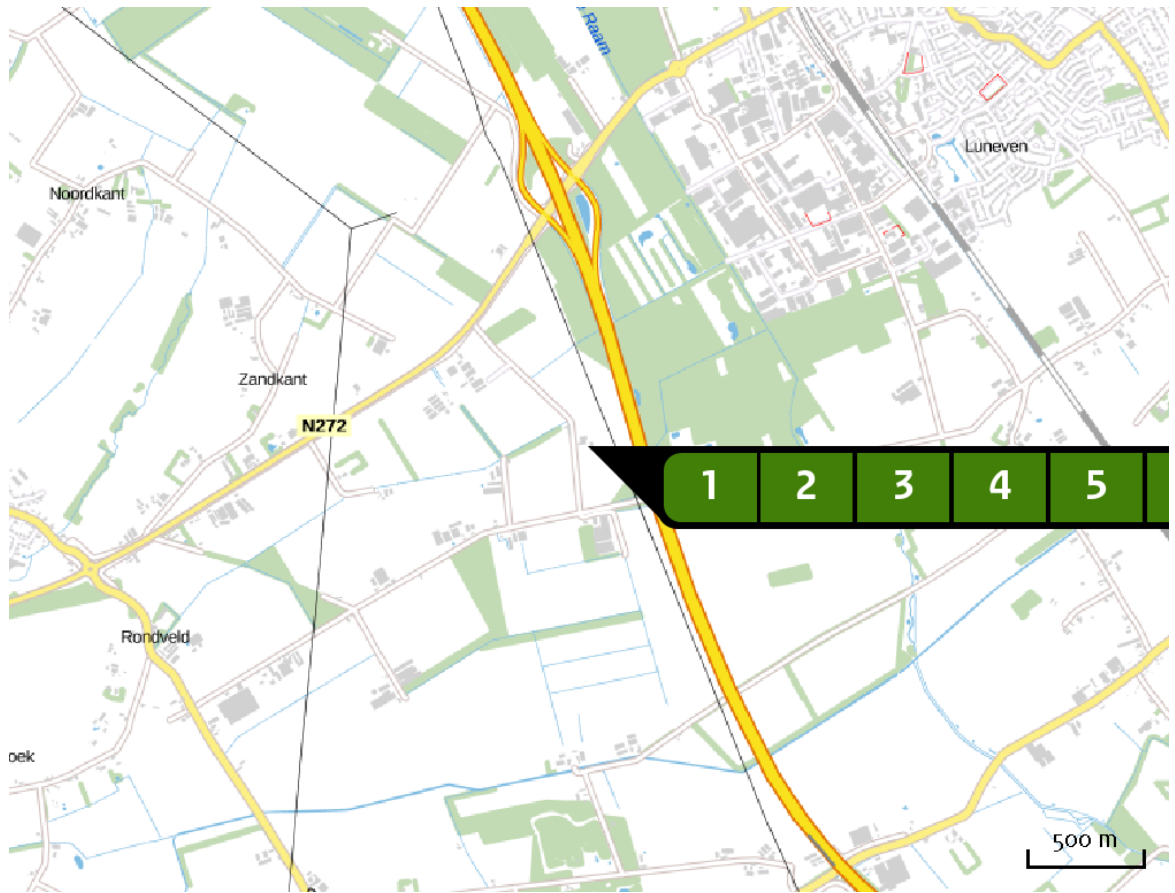 Raam
Luneven
Noordkant
Zandkant
N272
1 2 3 4 5
Rondveld
oek
500 m